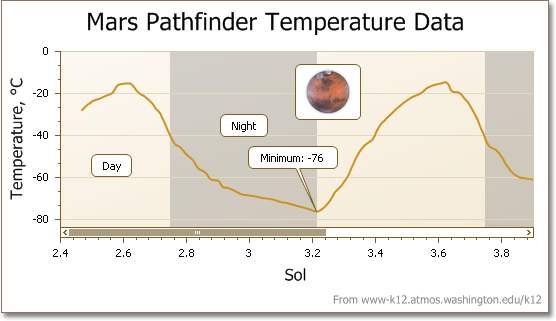 Mars Pathfinder Temperature Data
Temperature, °C
0
-20
-40
-60
-80
Day
Night
Minimum: -76
2.4 2.6 2.8 3 3.2 3.4 3.6 3.8
Sol
From www-k12.atmos.washington.edu/k12